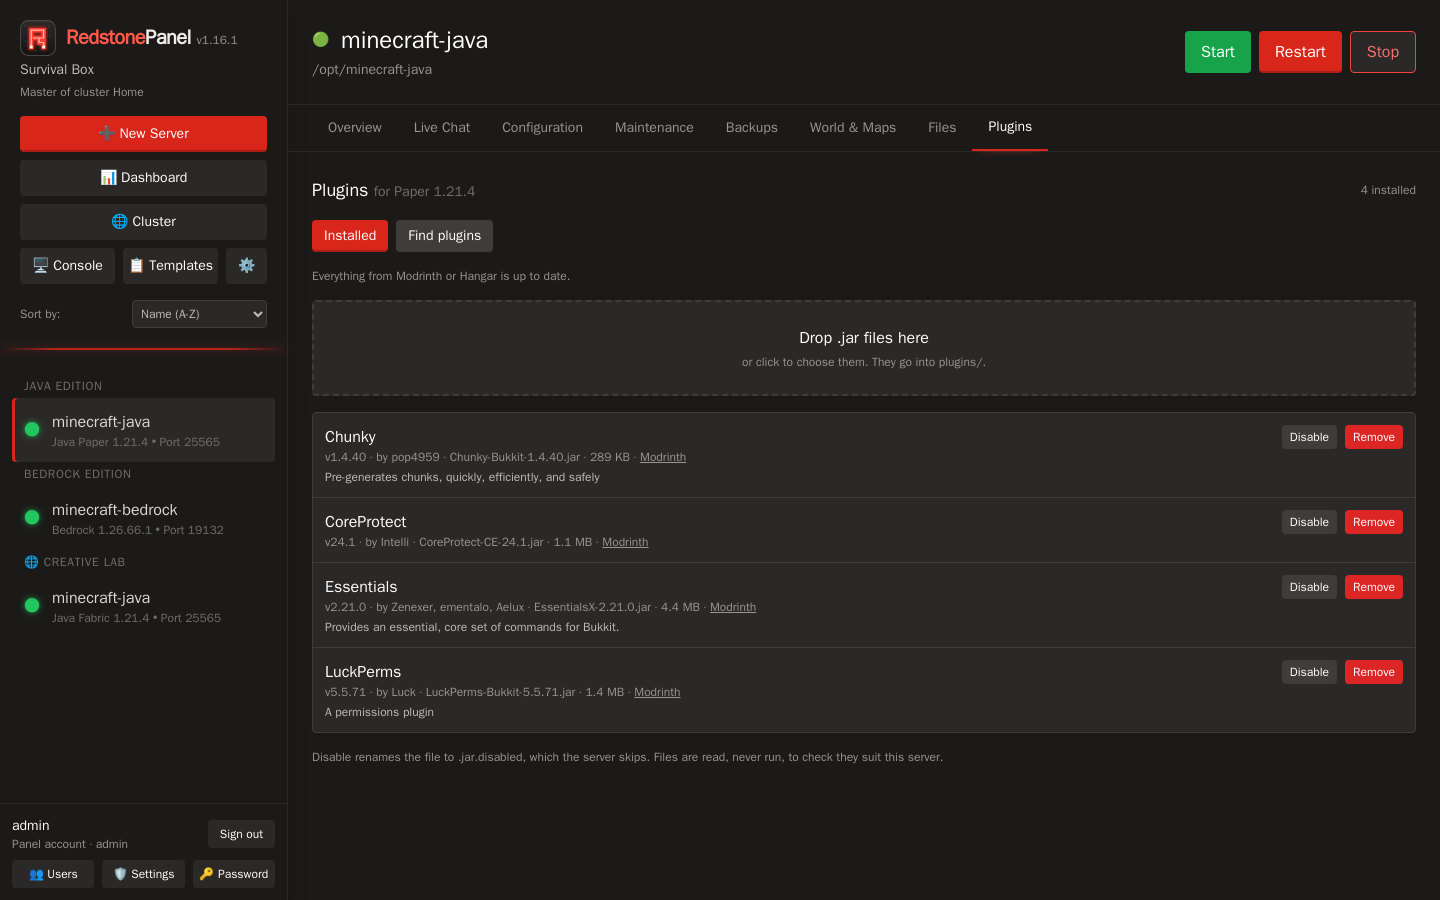 RedstonePanel v1.16.1
Survival Box
Master of cluster Home
➕ New Server
📊 Dashboard
🌐 Cluster
🖥️ Console
📋 Templates
⚙️
Sort by:
Name (A-Z)
JAVA EDITION
minecraft-java
Java Paper 1.21.4 • Port 25565
BEDROCK EDITION
minecraft-bedrock
Bedrock 1.26.66.1 • Port 19132
🌐 CREATIVE LAB
minecraft-java
Java Fabric 1.21.4 • Port 25565
admin
Panel account · admin
Sign out
👥 Users
🛡️ Settings
🔑 Password
minecraft-java
/opt/minecraft-java
Start
Restart
Stop
Overview
Live Chat
Configuration
Maintenance
Backups
World & Maps
Files
Plugins
Plugins for Paper 1.21.4
4 installed
Installed
Find plugins
Everything from Modrinth or Hangar is up to date.
Drop .jar files here
or click to choose them. They go into plugins/.
Chunky
v1.4.40 · by pop4959 · Chunky-Bukkit-1.4.40.jar · 289 KB · Modrinth
Pre-generates chunks, quickly, efficiently, and safely
Disable
Remove
CoreProtect
v24.1 · by Intelli · CoreProtect-CE-24.1.jar · 1.1 MB · Modrinth
Disable
Remove
Essentials
v2.21.0 · by Zenexer, ementalo, Aelux · EssentialsX-2.21.0.jar · 4.4 MB · Modrinth
Provides an essential, core set of commands for Bukkit.
Disable
Remove
LuckPerms
v5.5.71 · by Luck · LuckPerms-Bukkit-5.5.71.jar · 1.4 MB · Modrinth
A permissions plugin
Disable
Remove
Disable renames the file to .jar.disabled, which the server skips. Files are read, never run, to check they suit this server.